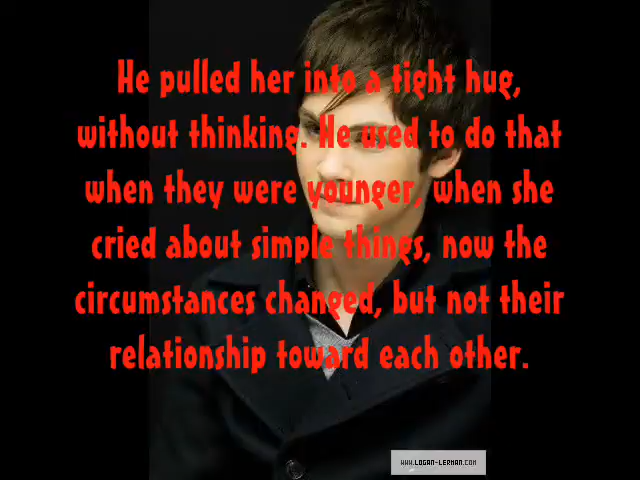 He pulled her into a tight hug,
without thinking. He used to do that
when they were younger, when she
cried about simple things, now the
circumstances changed, but not their
relationship toward each other.
WWW.LOGAN-LERMAN.COM